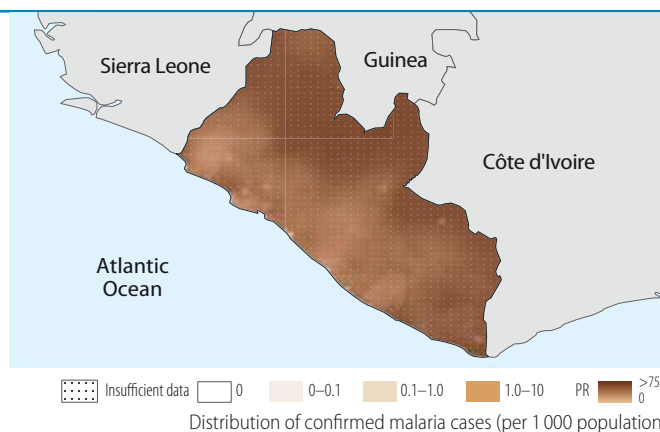 Sierra Leone
Guinea
Côte d'Ivoire
Atlantic
Ocean
Insufficient data 0 0–0.1 0.1–1.0 1.0–10 PR >75
0
Distribution of confirmed malaria cases (per 1 000 population